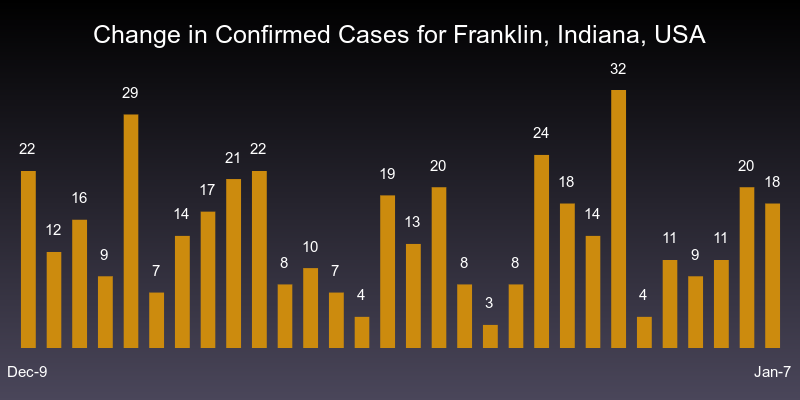 Change in Confirmed Cases for Franklin, Indiana, USA
22 12 16 9 29 7 14 17 21 22 8 10 7 4 19 13 20 8 3 8 24 18 14 32 4 11 9 11 20 18
Dec-9 Jan-7